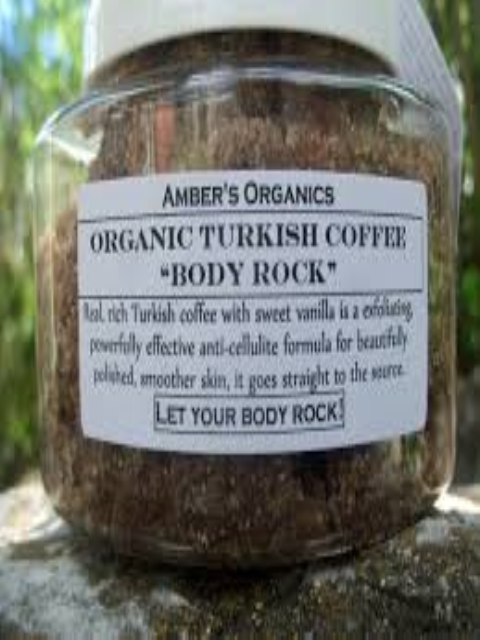 AMBER'S ORGANICS
ORGANIC TURKISH COFFEE
"BODY ROCK"
Real, rich Turkish coffee with sweet vanilla is a exfoliating,
powerfully effective anti-cellulite formula for beautifully
polished, smoother skin, it goes straight to the source.
LET YOUR BODY ROCK!